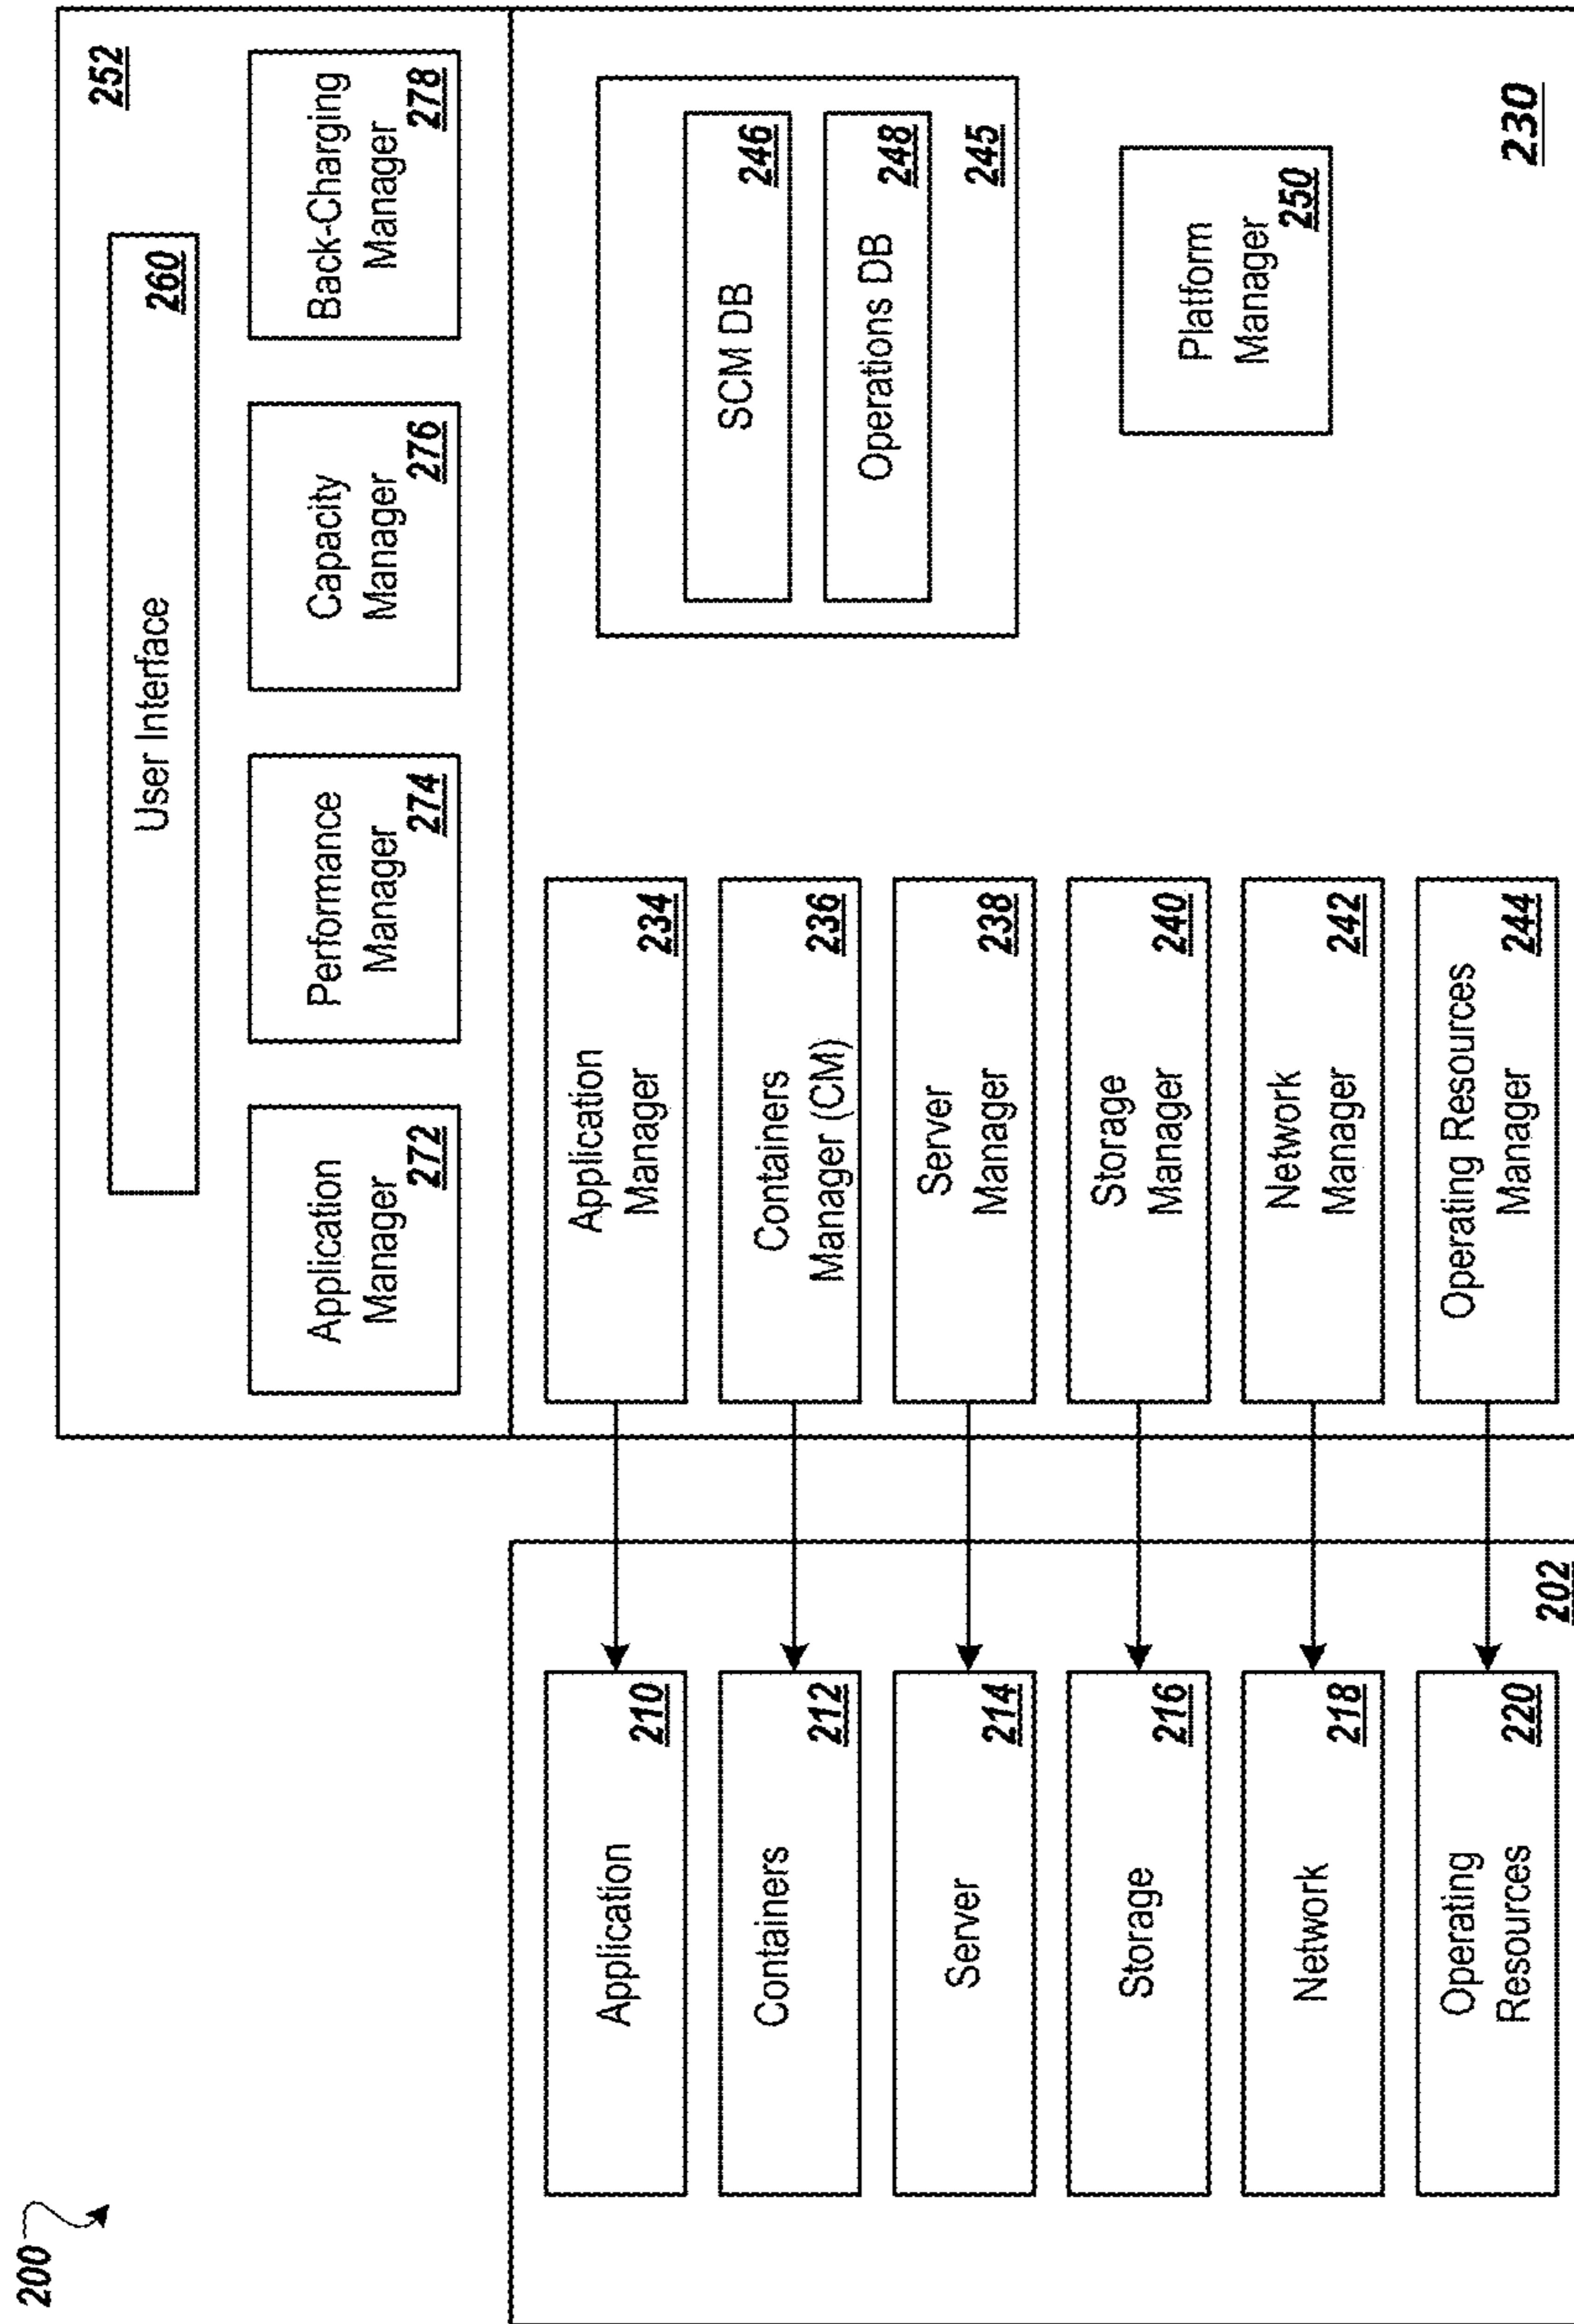 200
252
User Interface
260
Application
Manager
272
Performance
Manager
274
Capacity
Manager
276
Back-Charging
Manager
278
Application
210
Containers
212
Server
214
Storage
216
Network
218
Operating
Resources
220
202
Application
Manager
234
Containers
Manager (CM)
236
Server
Manager
238
Storage
Manager
240
Network
Manager
242
Operating Resources
Manager
244
SCM DB
246
Operations DB
248
245
Platform
Manager
250
230